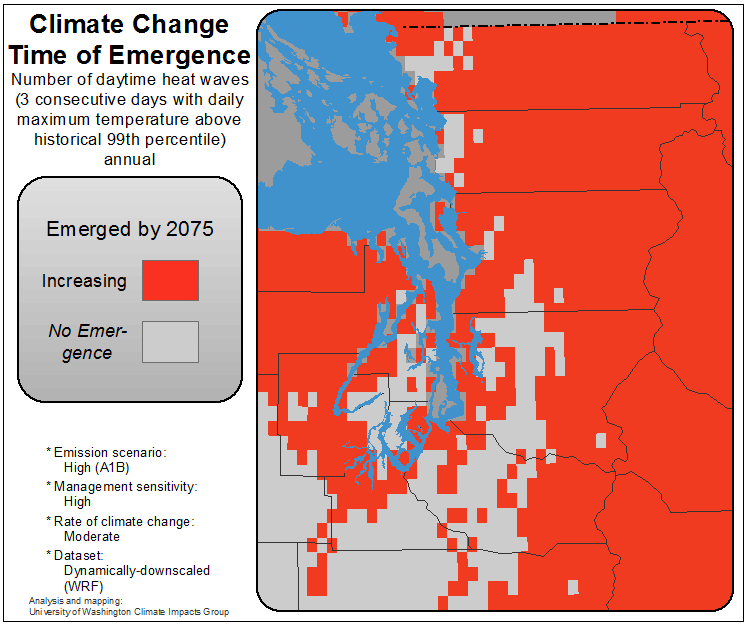 Climate Change
Time of Emergence
Number of daytime heat waves
(3 consecutive days with daily
maximum temperature above
historical 99th percentile)
annual
Emerged by 2075
Increasing
No Emer-
gence
* Emission scenario:
High (A1B)
* Management sensitivity:
High
* Rate of climate change:
Moderate
* Dataset:
Dynamically-downscaled
(WRF)
Analysis and mapping:
University of Washington Climate Impacts Group